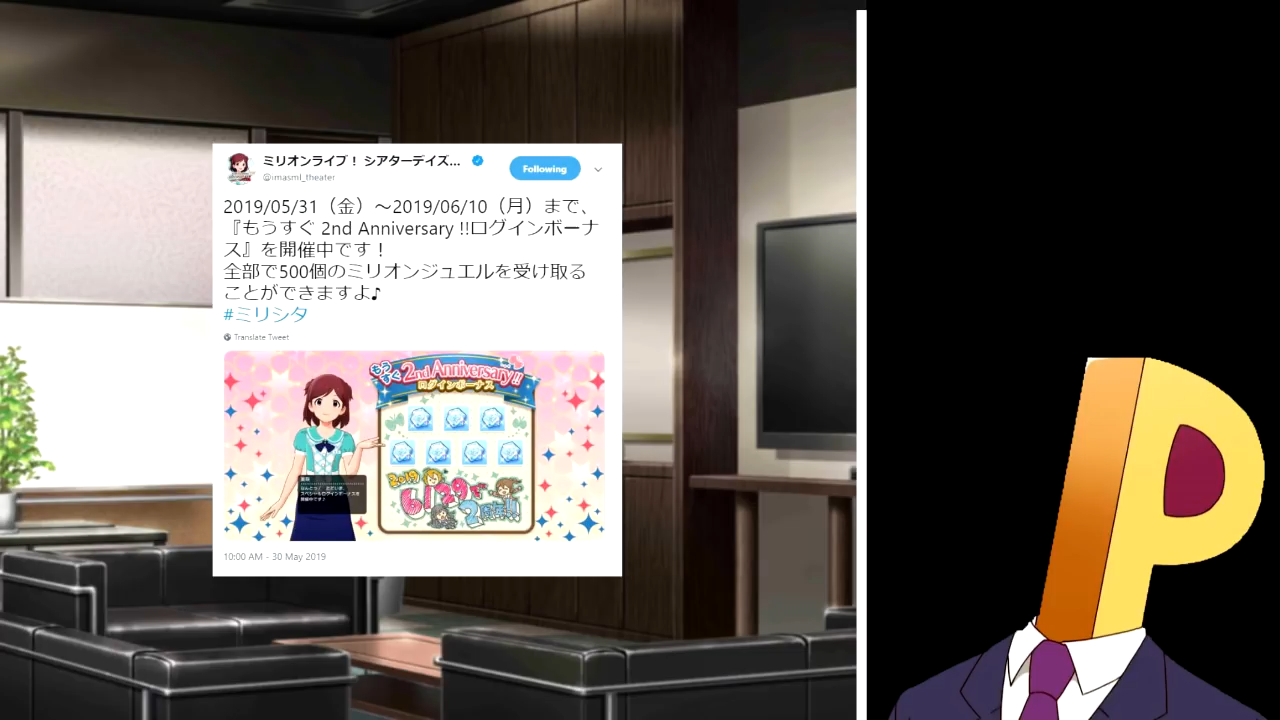 ミリオンライブ！ シアターデイズ...
@imasml_theater
Following
2019/05/31（金）～2019/06/10（月）まで、
『もうすぐ 2nd Anniversary !!ログインボーナ
ス』を開催中です！
全部で500個のミリオンジュエルを受け取る
ことができますよ♪
#ミリシタ
Translate Tweet
もうすぐ
2nd Anniversary!!
ログインボーナス
2019
6/29で
2周年!!
10:00 AM - 30 May 2019
P